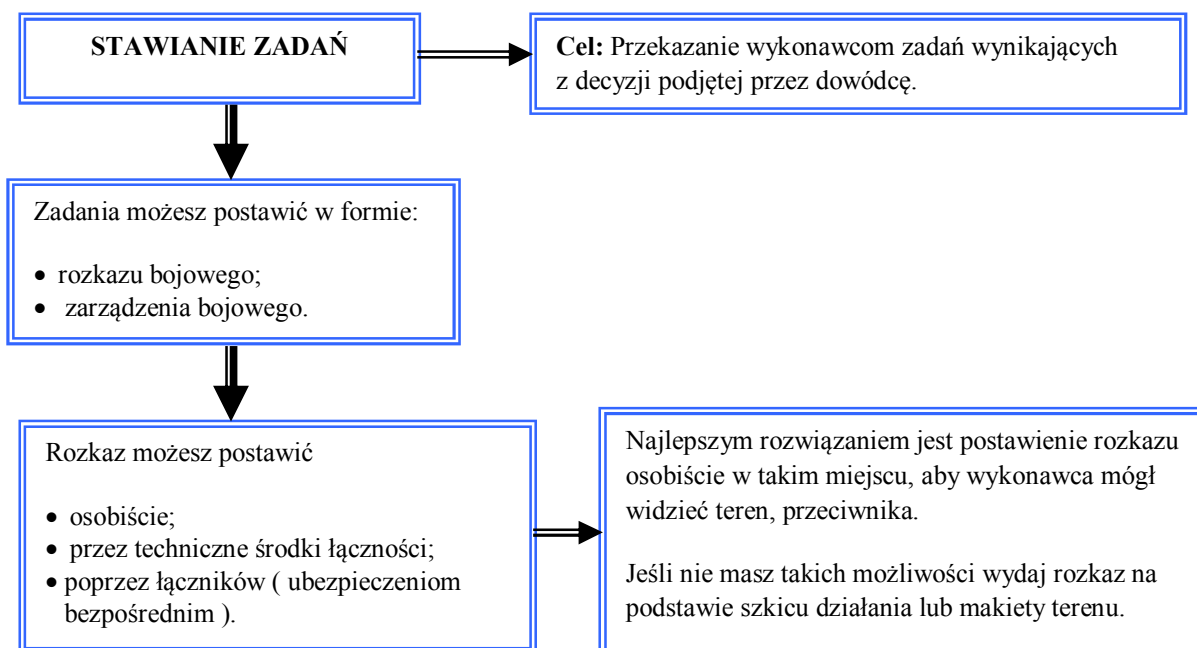 STAWIANIE ZADAŃ
Cel: Przekazanie wykonawcom zadań wynikających
z decyzji podjętej przez dowódcę.
Zadania możesz postawić w formie:
• rozkazu bojowego;
• zarządzenia bojowego.
Rozkaz możesz postawić
• osobiście;
• przez techniczne środki łączności;
• poprzez łączników ( ubezpieczeniom
bezpośrednim ).
Najlepszym rozwiązaniem jest postawienie rozkazu
osobiście w takim miejscu, aby wykonawca mógł
widzieć teren, przeciwnika.
Jeśli nie masz takich możliwości wydaj rozkaz na
podstawie szkicu działania lub makiety terenu.